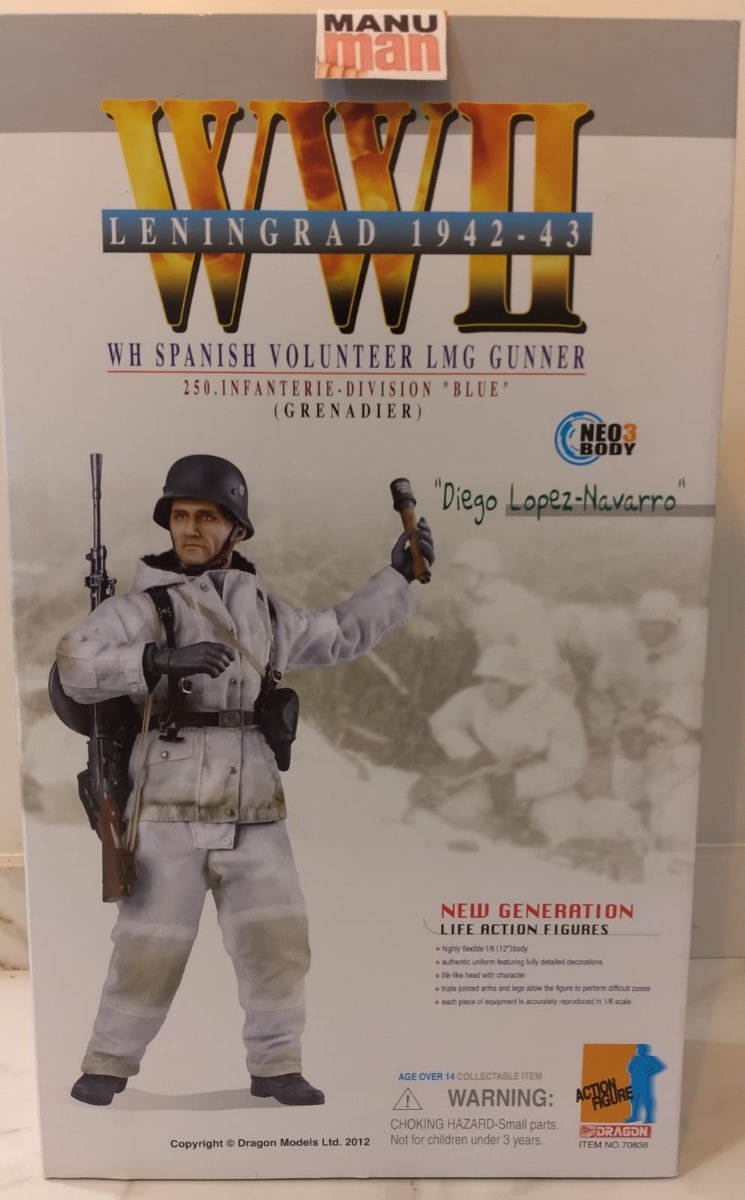 MANU
man
WWII
LENINGRAD 1942-43
WH SPANISH VOLUNTEER LMG GUNNER
250.INFANTERIE-DIVISION "BLUE"
(GRENADIER)
NEO3
BODY
"Diego Lopez-Navarro"
NEW GENERATION
LIFE ACTION FIGURES
• highly flexible 1/6 (12")body
• authentic uniform featuring fully detailed decorations
• life-like head with character
• triple jointed arms and legs allow the figure to perform difficult poses
• each piece of equipment is accurately reproduced in 1/6 scale
AGE OVER 14 COLLECTABLE ITEM
WARNING:
CHOKING HAZARD-Small parts.
Not for children under 3 years.
ACTION
FIGURE
DRAGON
ITEM NO.70836
Copyright © Dragon Models Ltd. 2012